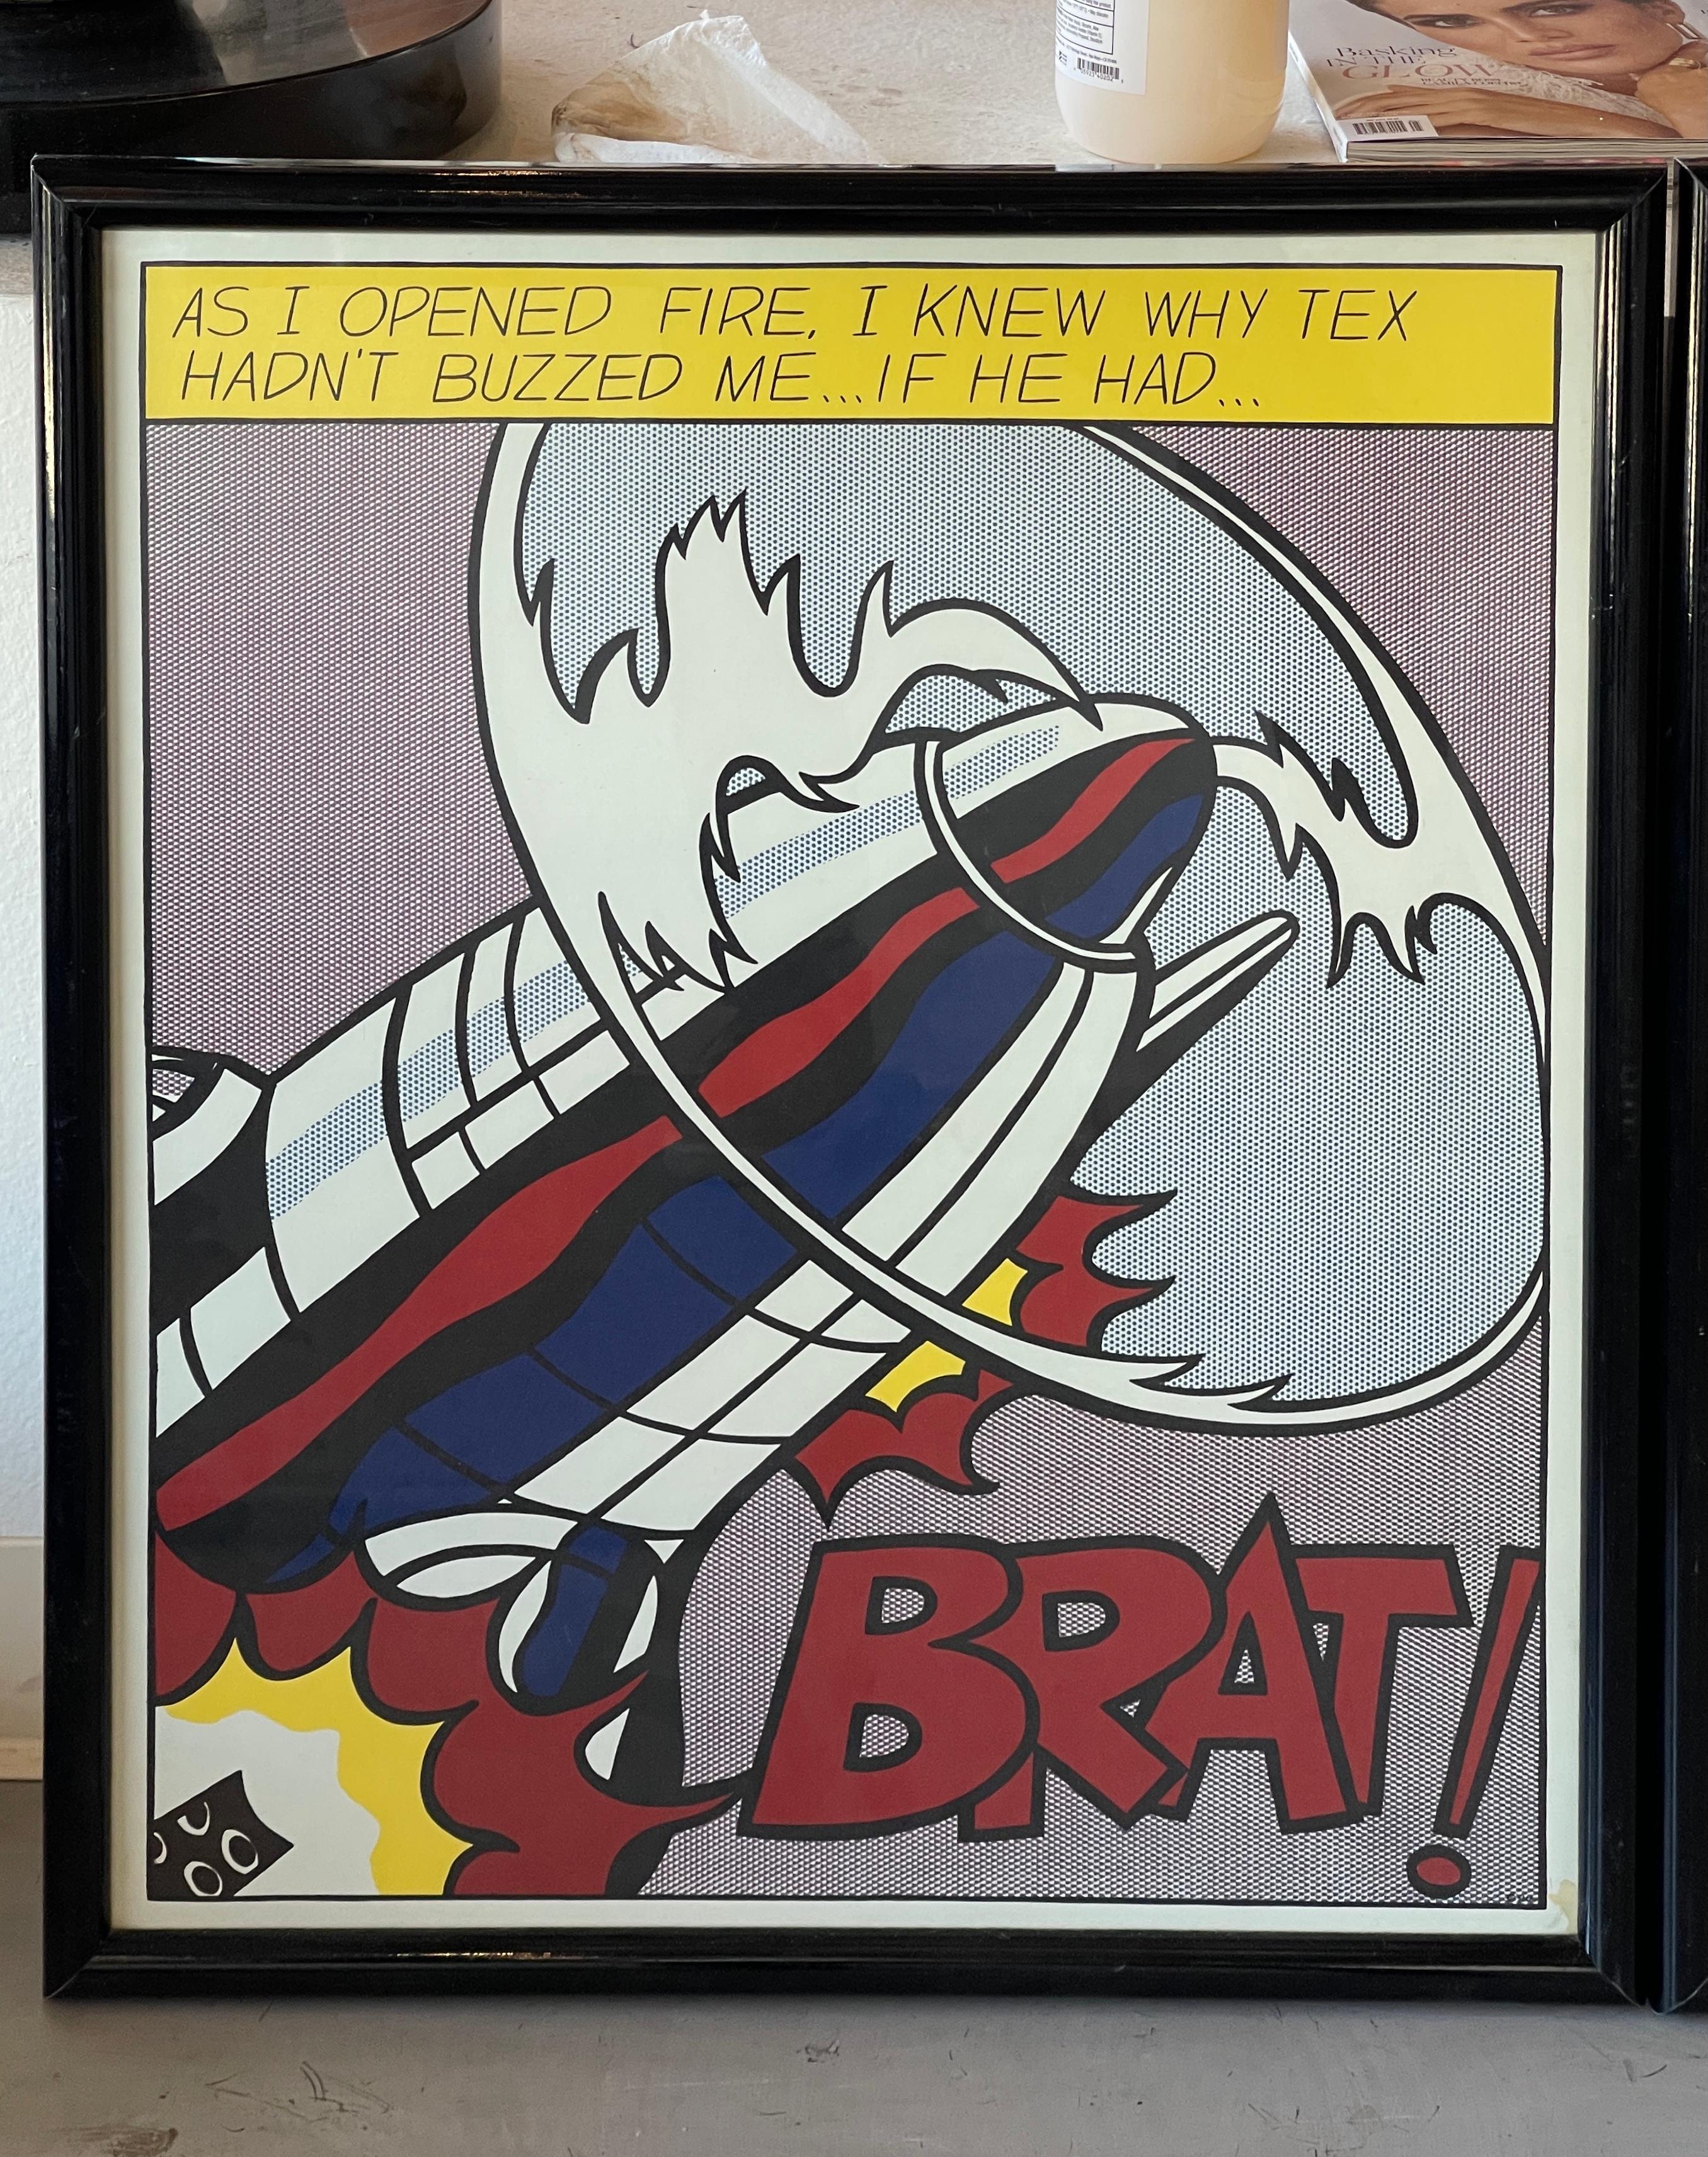 Basking
IN THE
GLOW
AS I OPENED FIRE, I KNEW WHY TEX
HADN'T BUZZED ME...IF HE HAD...
BRAT!